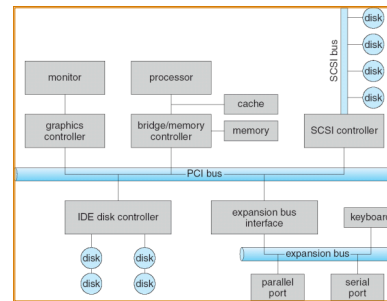 SCSI bus
disk
disk
disk
disk
monitor
processor
cache
graphics
controller
bridge/memory
controller
memory
SCSI controller
PCI bus
IDE disk controller
expansion bus
interface
keyboard
disk
disk
disk
disk
expansion bus
parallel
port
serial
port